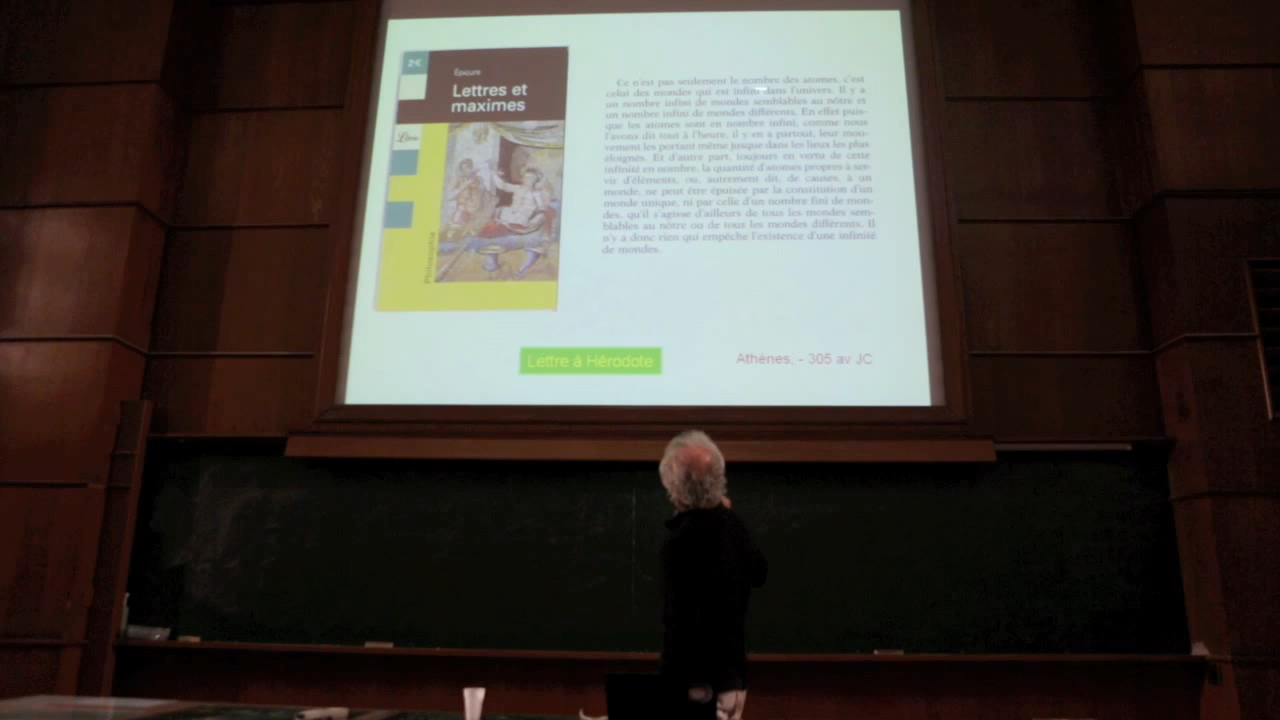 2€
Épicure
Lettres et
maximes
Librio
Philosophie
Ce n'est pas seulement le nombre des atomes, c'est
celui des mondes qui est infini dans l'univers. Il y a
un nombre infini de mondes semblables au nôtre et
un nombre infini de mondes différents. En effet puis-
que les atomes sont en nombre infini, comme nous
l'avons dit tout à l'heure, il y en a partout, leur mou-
vement les portant même jusque dans les lieux les plus
éloignés. Et d'autre part, toujours en vertu de cette
infinité en nombre, la quantité d'atomes propres à ser-
vir d'éléments, ou, autrement dit, de causes, à un
monde, ne peut être épuisée par la constitution d'un
monde unique, ni par celle d'un nombre fini de mon-
des, qu'il s'agisse d'ailleurs de tous les mondes sem-
blables au nôtre ou de tous les mondes différents. Il
n'y a donc rien qui empêche l'existence d'une infinité
de mondes.
Lettre à Hérodote
Athènes, - 305 av JC